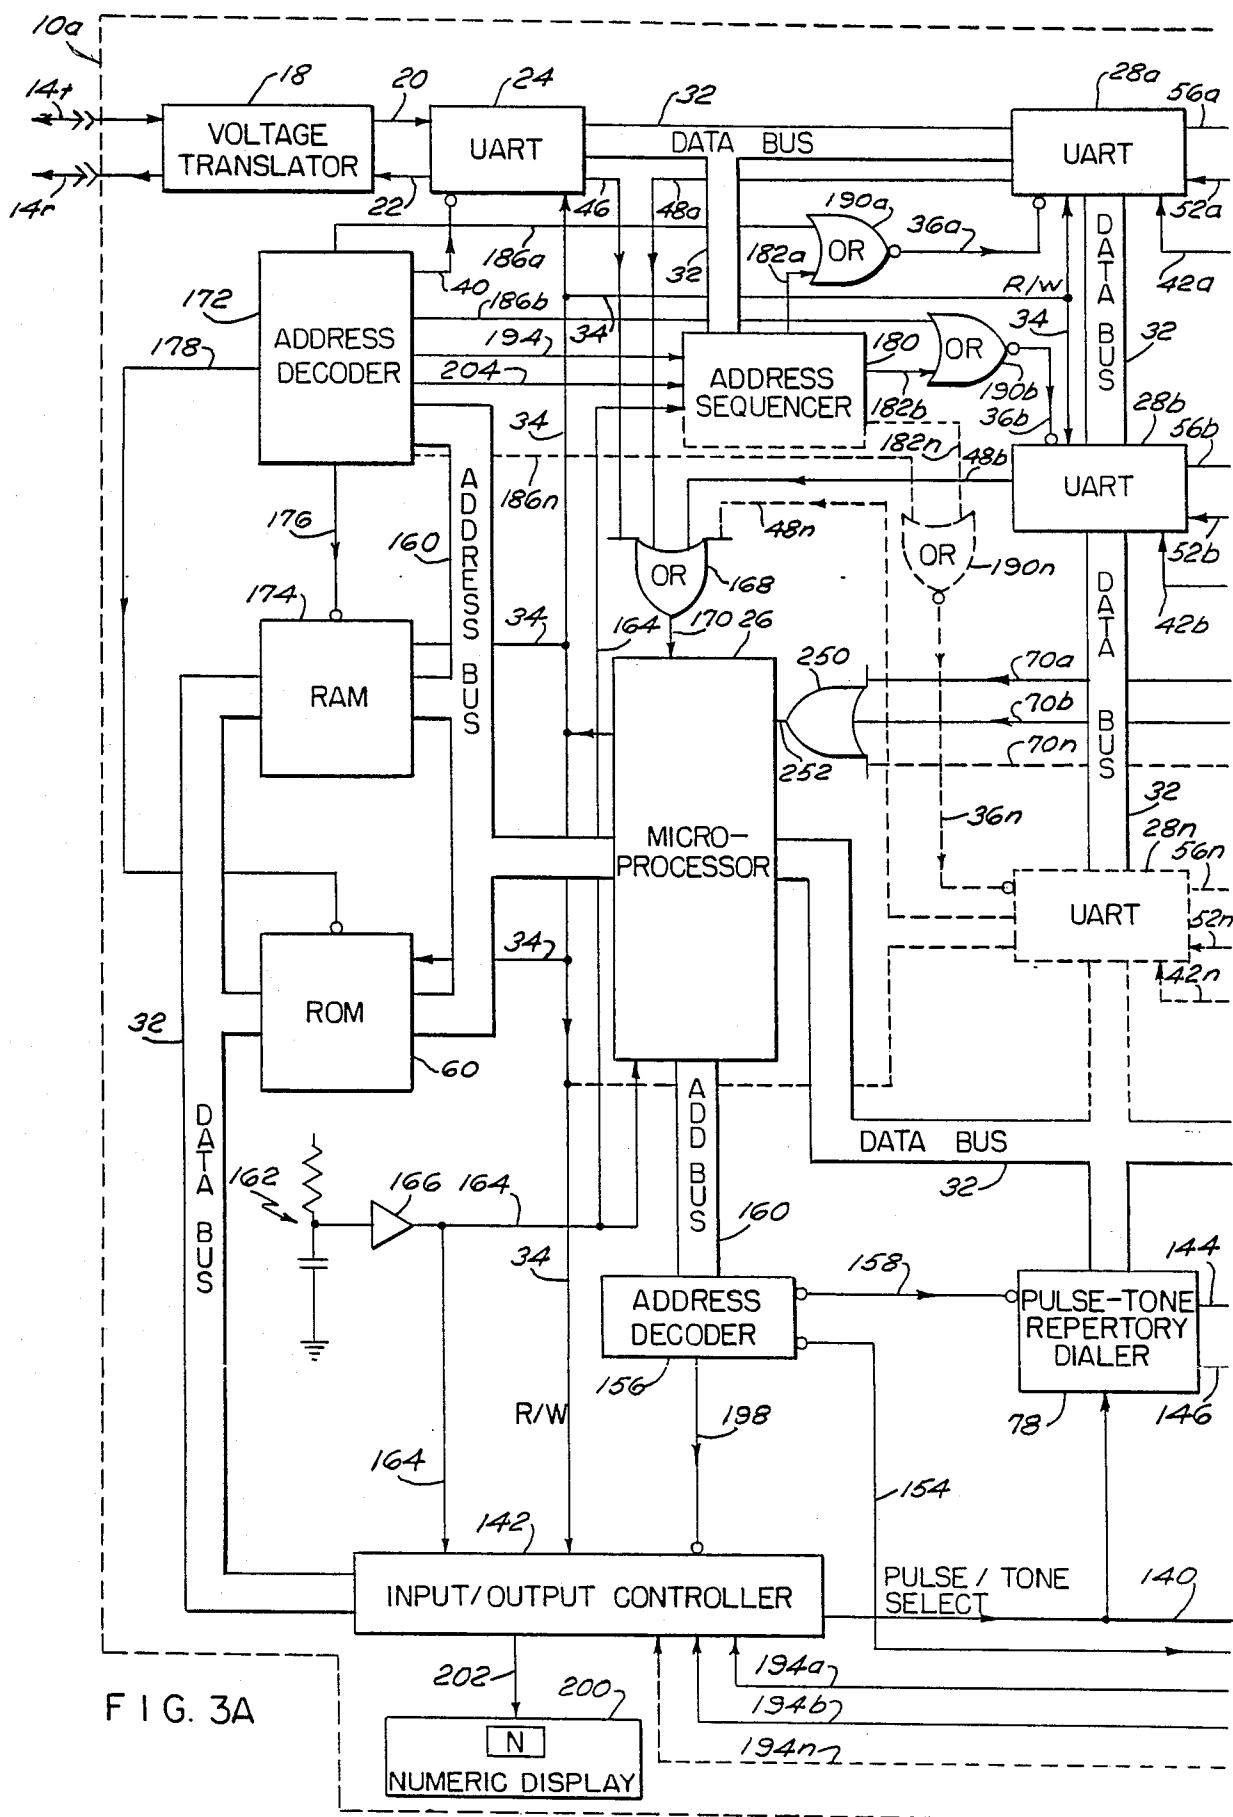 10a
14t
14r
18
VOLTAGE
TRANSLATOR
20
22
24
UART
32
DATA BUS
28a
UART
56a
52a
42a
46
48a
40
186a
32
190a
OR
36a
182a
R/W
34
172
ADDRESS
DECODER
178
186b
34
194
204
ADDRESS
SEQUENCER
180
182b
OR
190b
36b
DATA BUS
32
28b
UART
56b
52b
42b
34
182n
48b
186n
48n
176
160
ADDRESS BUS
OR
168
OR
190n
174
RAM
34
164
170
26
250
252
70a
70b
70n
DATA BUS
32
36n
MICRO-
PROCESSOR
28n
UART
56n
52n
42n
34
ROM
60
32
DATA BUS
ADD BUS
DATA BUS
32
162
166
164
160
34
158
144
ADDRESS
DECODER
PULSE-TONE
REPERTORY
DIALER
156
78
146
R/W
198
164
154
142
INPUT/OUTPUT CONTROLLER
PULSE / TONE
SELECT
140
202
200
194a
194b
194n
N
NUMERIC DISPLAY
FIG. 3A